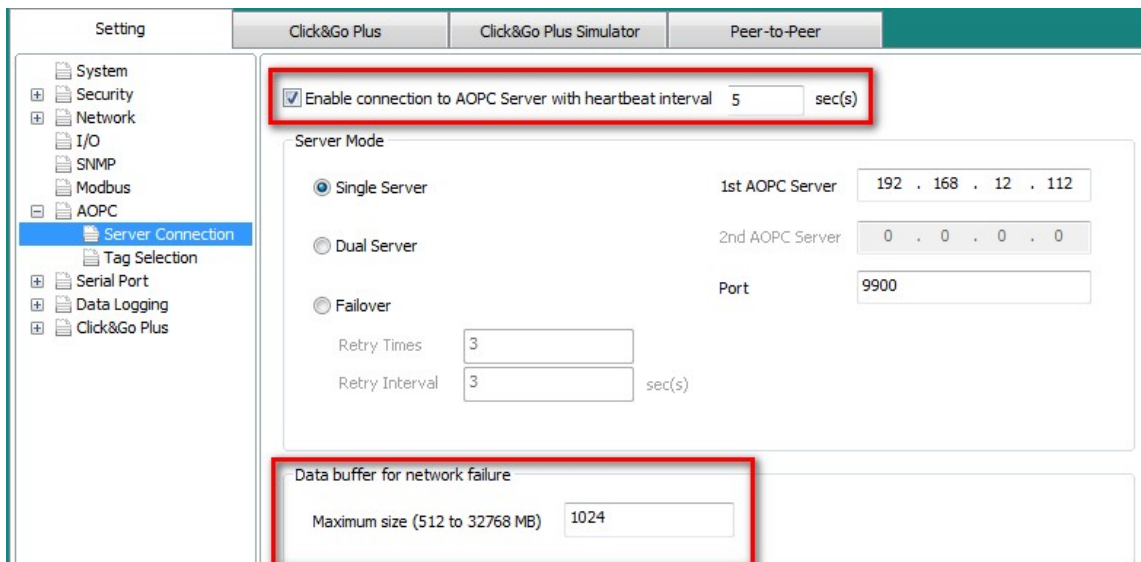 Setting
Click&Go Plus
Click&Go Plus Simulator
Peer-to-Peer
System
Security
Network
I/O
SNMP
Modbus
AOPC
Server Connection
Tag Selection
Serial Port
Data Logging
Click&Go Plus
Enable connection to AOPC Server with heartbeat interval 5 sec(s)
Server Mode
Single Server
1st AOPC Server 192 . 168 . 12 . 112
Dual Server
2nd AOPC Server 0 . 0 . 0 . 0
Port 9900
Failover
Retry Times 3
Retry Interval 3 sec(s)
Data buffer for network failure
Maximum size (512 to 32768 MB) 1024